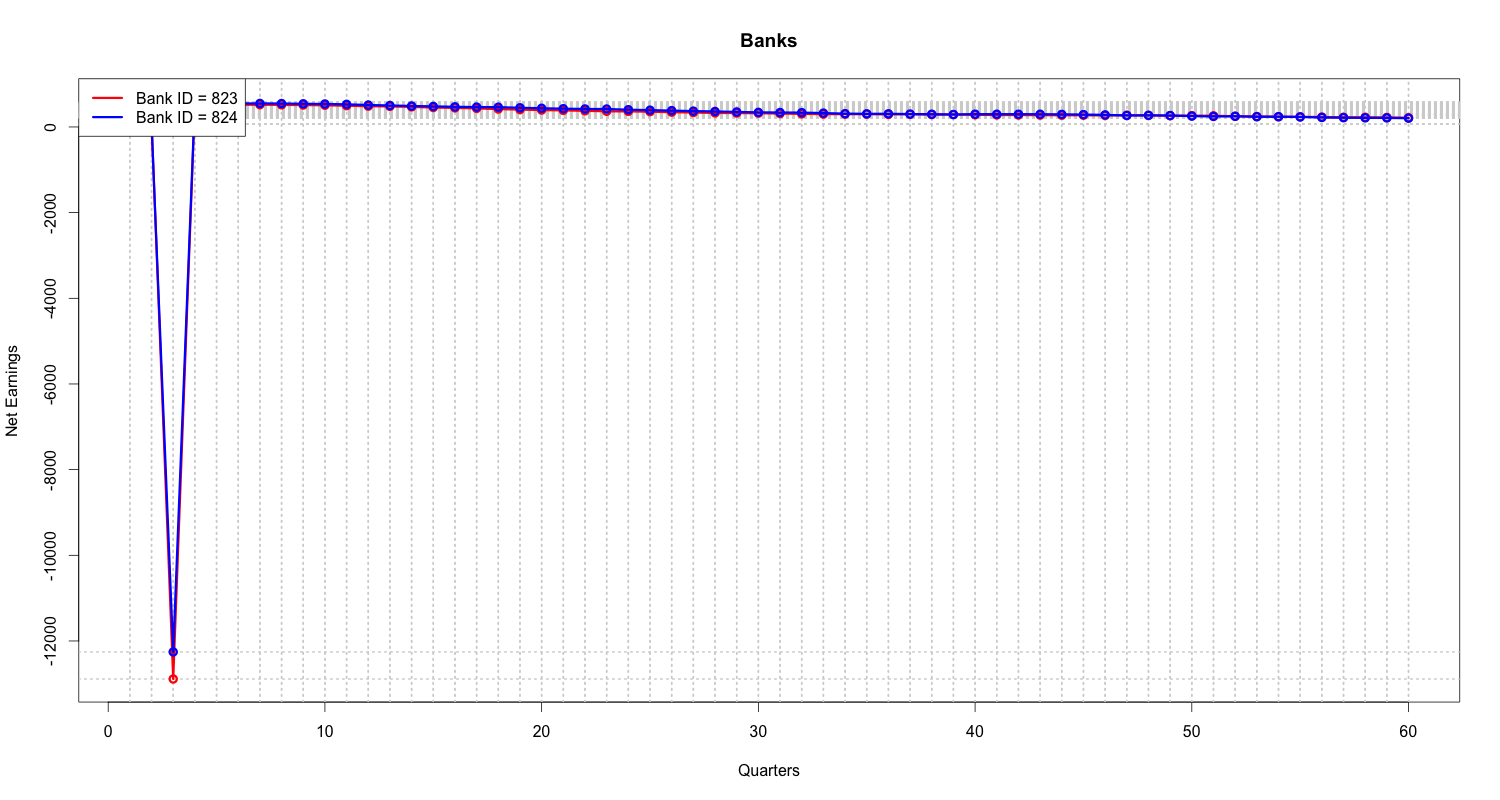 Banks
Bank ID = 823
Bank ID = 824
Net Earnings
0
-2000
-4000
-6000
-8000
-10000
-12000
0 10 20 30 40 50 60
Quarters